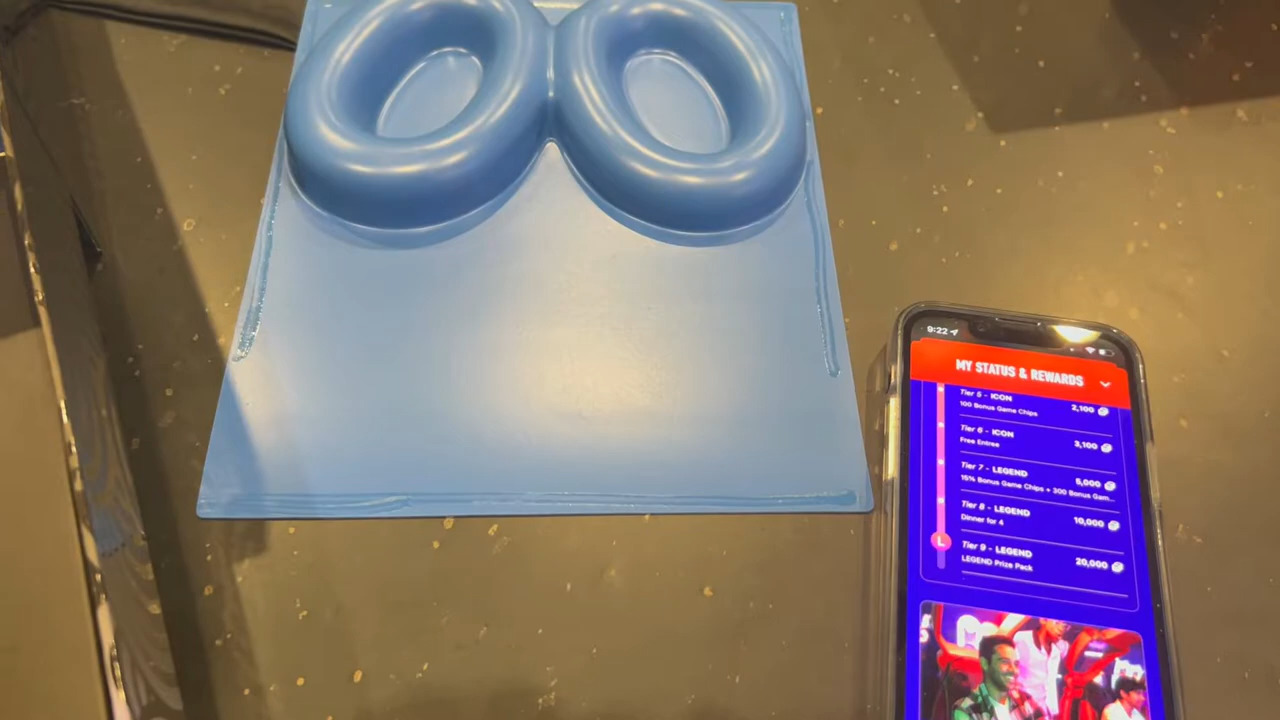 9:22
MY STATUS & REWARDS
Tier 5 - ICON
100 Bonus Game Chips
2,100
Tier 6 - ICON
Free Entree
3,100
Tier 7 - LEGEND
15% Bonus Game Chips + 300 Bonus Gam...
5,000
Tier 8 - LEGEND
Dinner for 4
10,000
L
Tier 9 - LEGEND
LEGEND Prize Pack
20,000